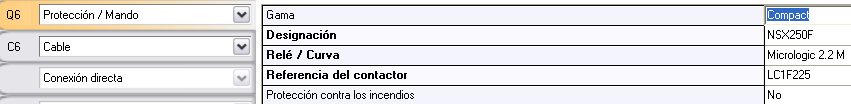 Q6 Protección / Mando
C6 Cable
Conexión directa
Gama Compact
Designación NSX250F
Relé / Curva Micrologic 2.2 M
Referencia del contactor LC1F225
Protección contra los incendios No